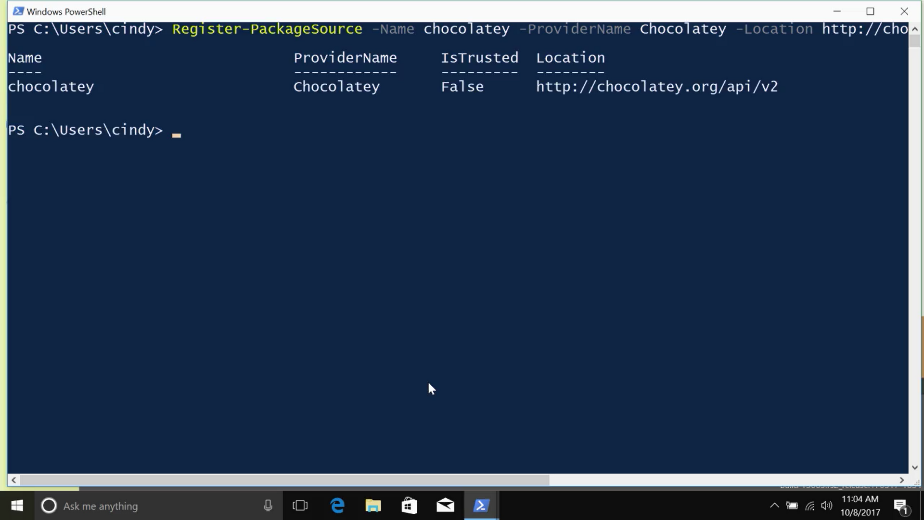 Windows PowerShell
PS C:\Users\cindy> Register-PackageSource -Name chocolatey -ProviderName Chocolatey -Location http://cho
Name ProviderName IsTrusted Location
---- ------------ --------- --------
chocolatey Chocolatey False http://chocolatey.org/api/v2
PS C:\Users\cindy>
Ask me anything
11:04 AM
10/8/2017
1